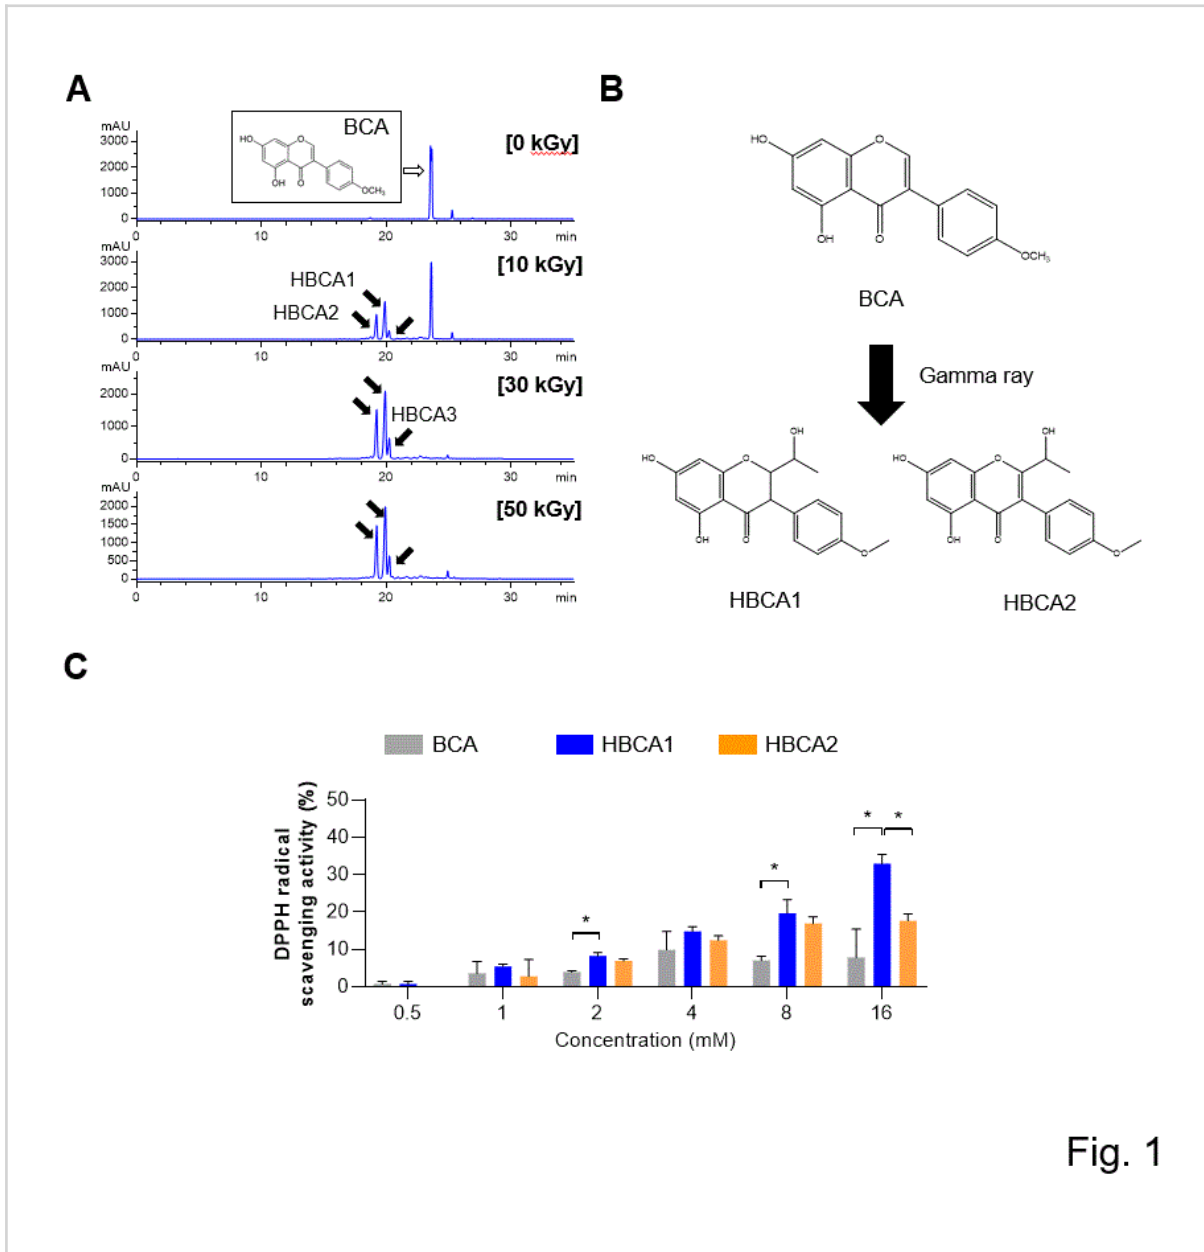 A
mAU
3000
2000
1000
0
BCA
HO
O
OH
O
OCH3
[0 kGy]
0
10
20
30
min
mAU
3000
2000
1000
0
HBCA1
HBCA2
[10 kGy]
0
10
20
30
min
mAU
2000
1000
0
HBCA3
[30 kGy]
0
10
20
30
min
mAU
2000
1500
1000
500
0
[50 kGy]
0
10
20
30
min
B
HO
O
OH
O
OCH3
BCA
Gamma ray
OH
HO
O
OH
O
O
HBCA1
OH
HO
O
OH
O
O
HBCA2
C
BCA
HBCA1
HBCA2
DPPH radical
scavenging activity (%)
50
40
30
20
10
0
*
*
*
*
0.5
1
2
4
8
16
Concentration (mM)
Fig. 1